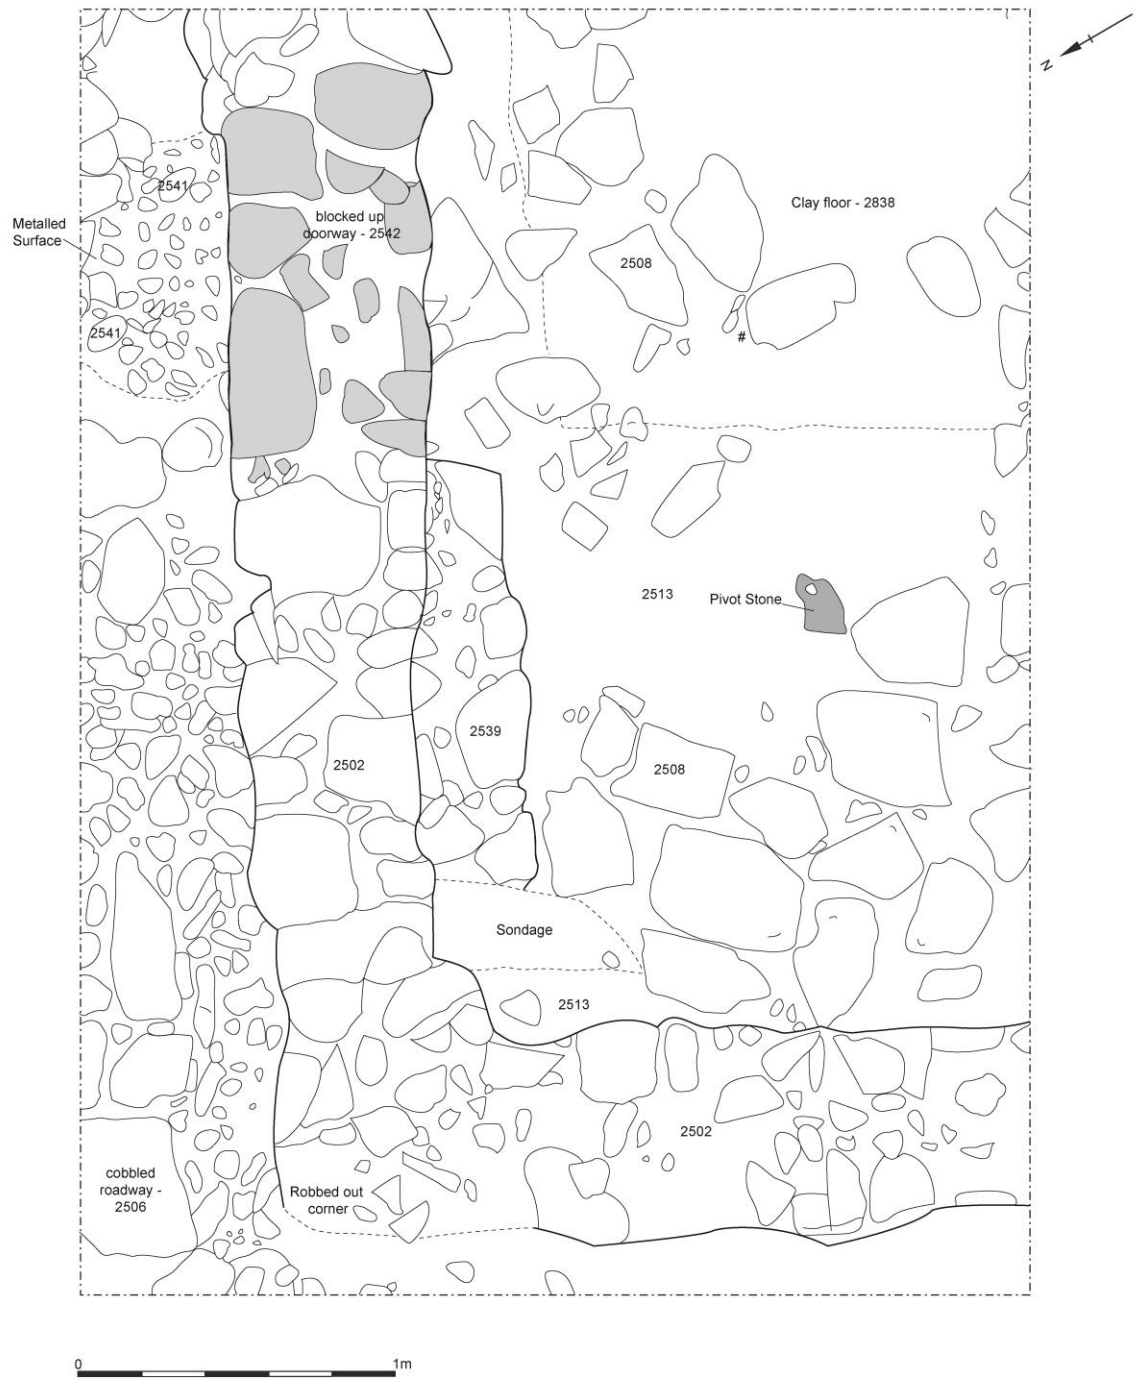 N
2541
Metalled
Surface
blocked up
doorway - 2542
Clay floor - 2838
2508
2541
#
2513
Pivot Stone
2539
2502
2508
Sondage
2513
2502
cobbled
roadway -
2506
Robbed out
corner
0 1m